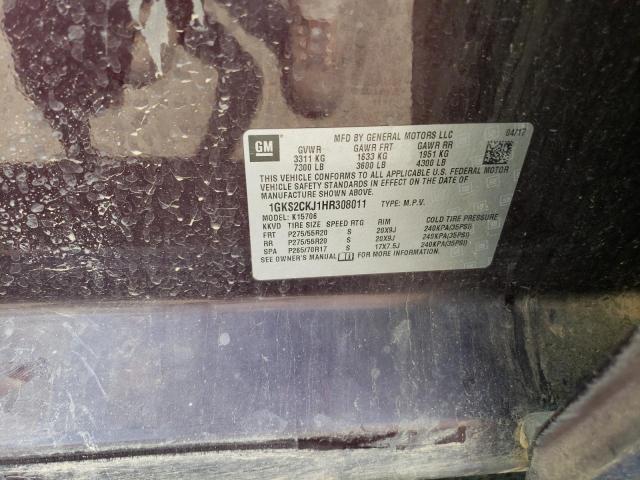 GM
MFD BY GENERAL MOTORS LLC 04/17
GVWR GAWR FRT GAWR RR
3311 KG 1633 KG 1951 KG
7300 LB 3600 LB 4300 LB
THIS VEHICLE CONFORMS TO ALL APPLICABLE U.S. FEDERAL MOTOR
VEHICLE SAFETY STANDARDS IN EFFECT ON THE DATE OF
MANUFACTURE SHOWN ABOVE.
1GKS2CKJ1HR308011 TYPE: M.P.V.
MODEL: K15706
KKVD TIRE SIZE SPEED RTG RIM COLD TIRE PRESSURE
FRT P275/55R20 S 20X9J 240KPA(35PSI)
RR P275/55R20 S 20X9J 240KPA(35PSI)
SPA P265/70R17 S 17X7.5J 240KPA(35PSI)
SEE OWNER'S MANUAL FOR MORE INFORMATION.